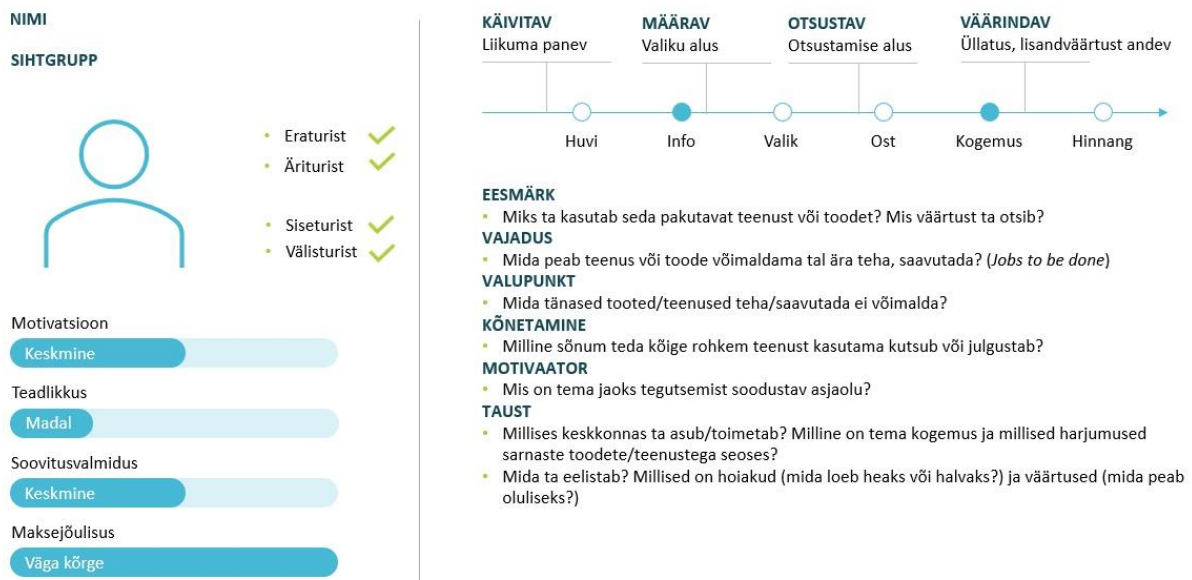 NIMI
SIHTGRUPP
• Eraturist
• Äriturist
• Siseturist
• Välisturist
Motivatsioon
Keskmine
Teadlikkus
Madal
Soovitusvalmidus
Keskmine
Maksejõulisus
Väga kõrge
KÄIVITAV
Liikuma panev
MÄÄRAV
Valiku alus
OTSUSTAV
Otsustamise alus
VÄÄRINDAV
Üllatus, lisandväärtust andev
Huvi
Info
Valik
Ost
Kogemus
Hinnang
EESMÄRK
• Miks ta kasutab seda pakutavat teenust või toodet? Mis väärtust ta otsib?
VAJADUS
• Mida peab teenus või toode võimaldama tal ära teha, saavutada? (Jobs to be done)
VALUPUNKT
• Mida tänased tooted/teenused teha/saavutada ei võimalda?
KÕNETAMINE
• Milline sõnum teda kõige rohkem teenust kasutama kutsub või julgustab?
MOTIVAATOR
• Mis on tema jaoks tegutsemist soodustav asjaolu?
TAUST
• Millises keskkonnas ta asub/toimetab? Milline on tema kogemus ja millised harjumused
sarnaste toodete/teenustega seoses?
• Mida ta eelistab? Millised on hoiakud (mida loeb heaks või halvaks?) ja väärtused (mida peab
oluliseks?)